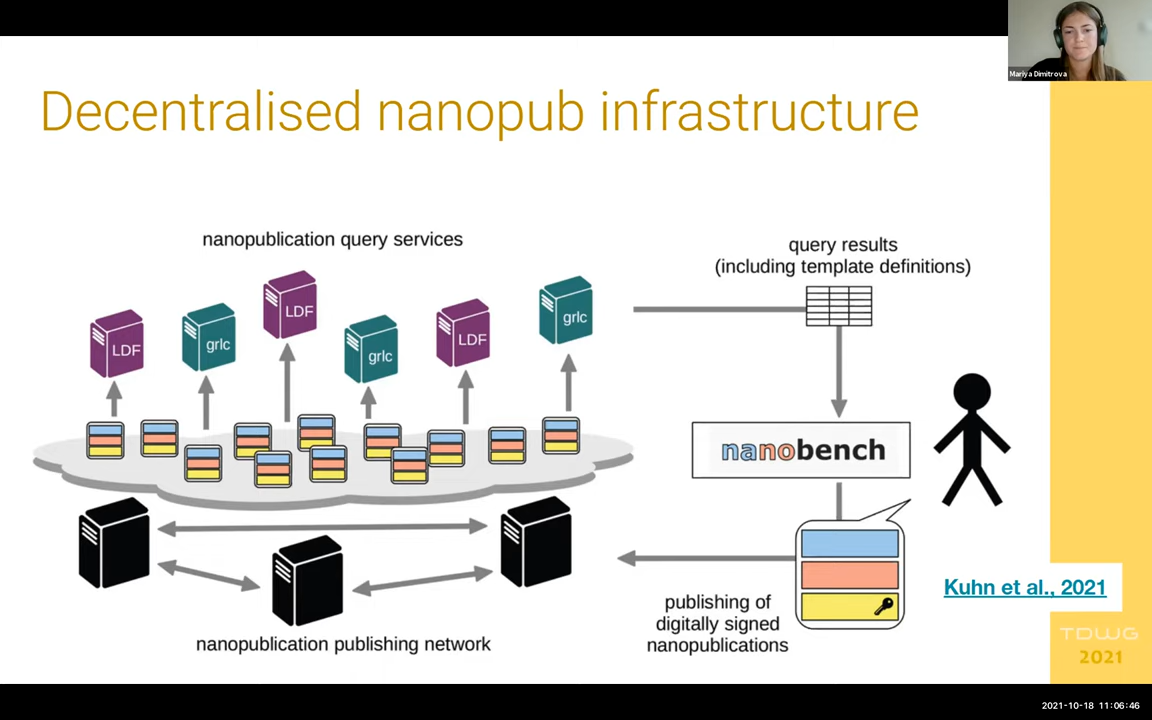 Mariya Dimitrova
Decentralised nanopub infrastructure
nanopublication query services
LDF
grlc
LDF
grlc
LDF
grlc
query results
(including template definitions)
nanobench
publishing of
digitally signed
nanopublications
nanopublication publishing network
Kuhn et al., 2021
TDWG
2021
2021-10-18 11:06:46